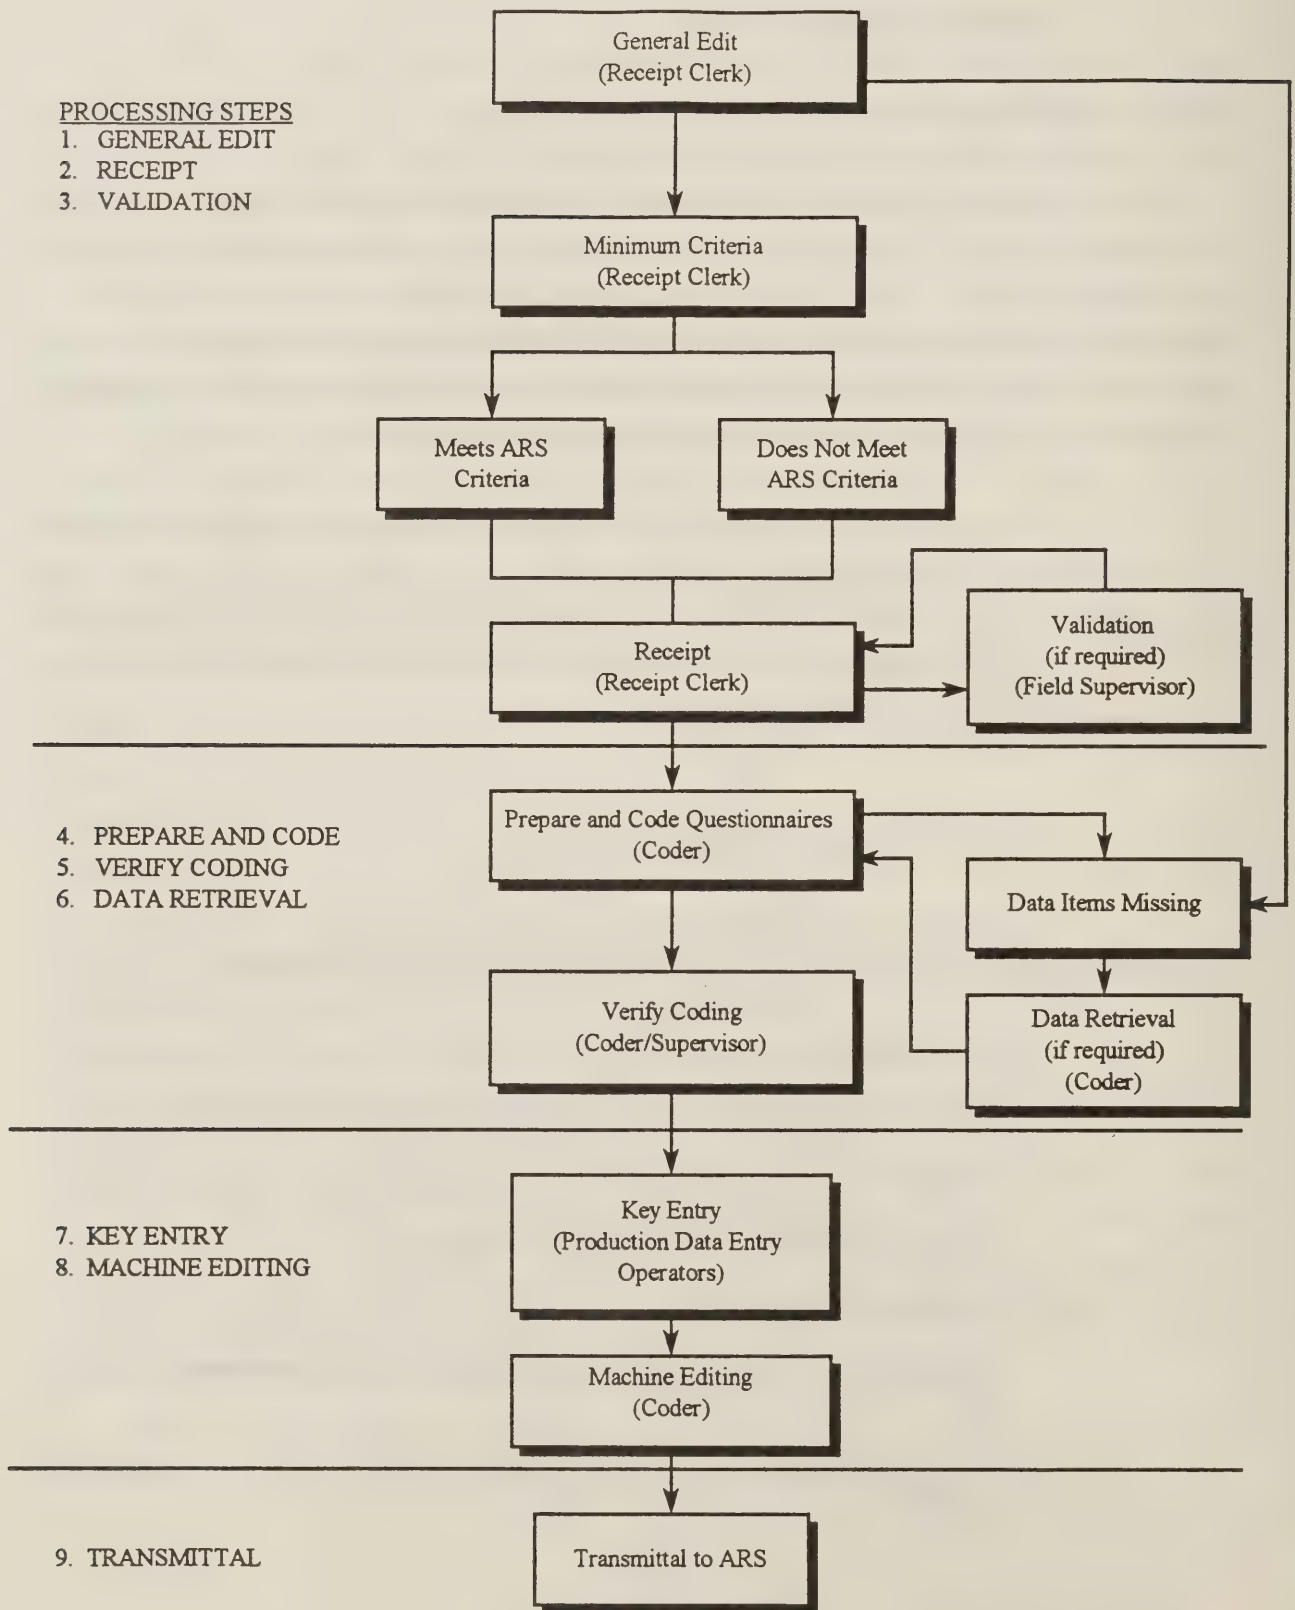 General Edit
(Receipt Clerk)
PROCESSING STEPS
1. GENERAL EDIT
2. RECEIPT
3. VALIDATION
Minimum Criteria
(Receipt Clerk)
Meets ARS
Criteria
Does Not Meet
ARS Criteria
Receipt
(Receipt Clerk)
Validation
(if required)
(Field Supervisor)
4. PREPARE AND CODE
5. VERIFY CODING
6. DATA RETRIEVAL
Prepare and Code Questionnaires
(Coder)
Data Items Missing
Verify Coding
(Coder/Supervisor)
Data Retrieval
(if required)
(Coder)
7. KEY ENTRY
8. MACHINE EDITING
Key Entry
(Production Data Entry
Operators)
Machine Editing
(Coder)
9. TRANSMITTAL
Transmittal to ARS